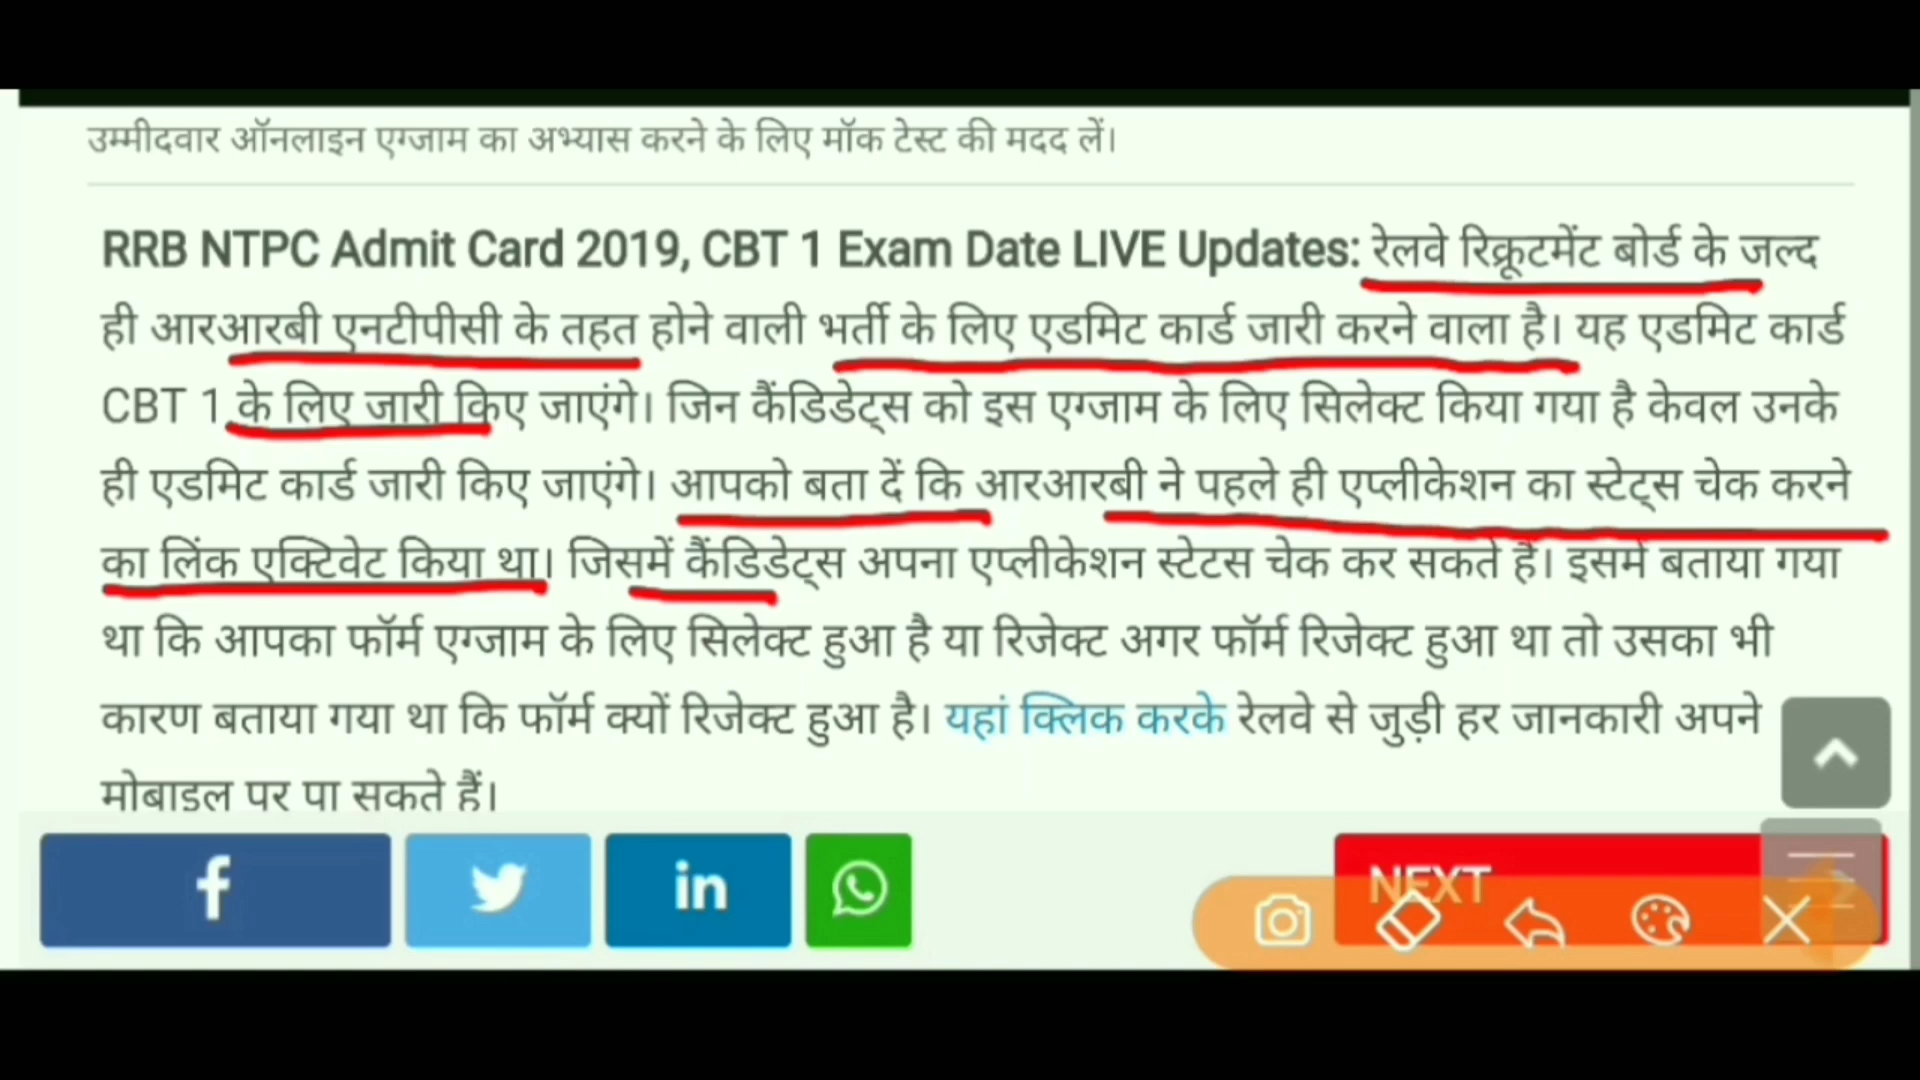 उम्मीदवार ऑनलाइन एग्जाम का अभ्यास करने के लिए मॉक टेस्ट की मदद लें।
RRB NTPC Admit Card 2019, CBT 1 Exam Date LIVE Updates: रेलवे रिक्रूटमेंट बोर्ड के जल्द
ही आरआरबी एनटीपीसी के तहत होने वाली भर्ती के लिए एडमिट कार्ड जारी करने वाला है। यह एडमिट कार्ड
CBT 1 के लिए जारी किए जाएंगे। जिन कैंडिडेट्स को इस एग्जाम के लिए सिलेक्ट किया गया है केवल उनके
ही एडमिट कार्ड जारी किए जाएंगे। आपको बता दें कि आरआरबी ने पहले ही एप्लीकेशन का स्टेट्स चेक करने
का लिंक एक्टिवेट किया था। जिसमें कैंडिडेट्स अपना एप्लीकेशन स्टेटस चेक कर सकते हैं। इसमें बताया गया
था कि आपका फॉर्म एग्जाम के लिए सिलेक्ट हुआ है या रिजेक्ट अगर फॉर्म रिजेक्ट हुआ था तो उसका भी
कारण बताया गया था कि फॉर्म क्यों रिजेक्ट हुआ है। यहां क्लिक करके रेलवे से जुड़ी हर जानकारी अपने
मोबाइल पर पा सकते हैं।
NEXT